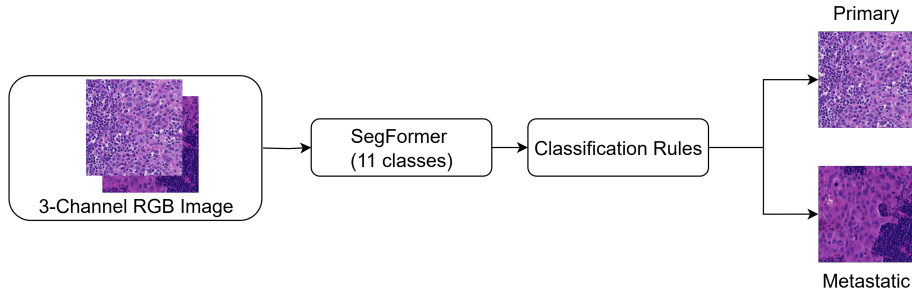 Primary
3-Channel RGB Image
SegFormer
(11 classes)
Classification Rules
Metastatic